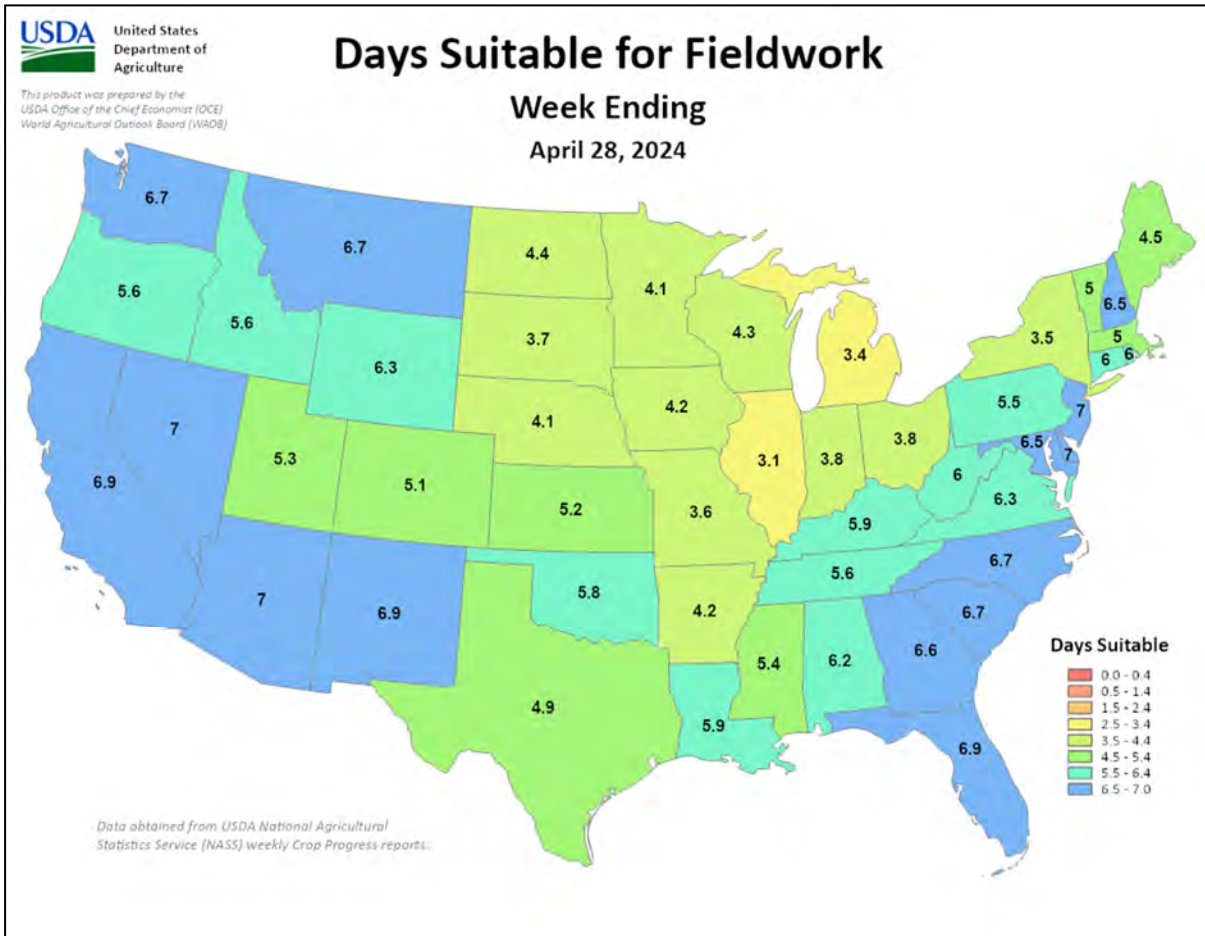 USDA
United States
Department of
Agriculture
This product was prepared by the
USDA Office of the Chief Economist (OCE)
World Agricultural Outlook Board (WAOB)
Days Suitable for Fieldwork
Week Ending
April 28, 2024
6.7
6.7
4.4
4.1
4.5
5
6.5
5.6
5.6
3.7
4.3
3.5
5
6
6
6.3
3.4
4.1
4.2
5.5
7
7
5.3
5.1
3.1
3.8
3.8
6.5
7
6.9
5.2
3.6
6
6.3
5.9
7
6.9
5.8
4.2
5.6
6.7
6.7
5.4
6.2
6.6
4.9
5.9
6.9
Days Suitable
0.0 - 0.4
0.5 - 1.4
1.5 - 2.4
2.5 - 3.4
3.5 - 4.4
4.5 - 5.4
5.5 - 6.4
6.5 - 7.0
Data obtained from USDA National Agricultural
Statistics Service (NASS) weekly Crop Progress reports.